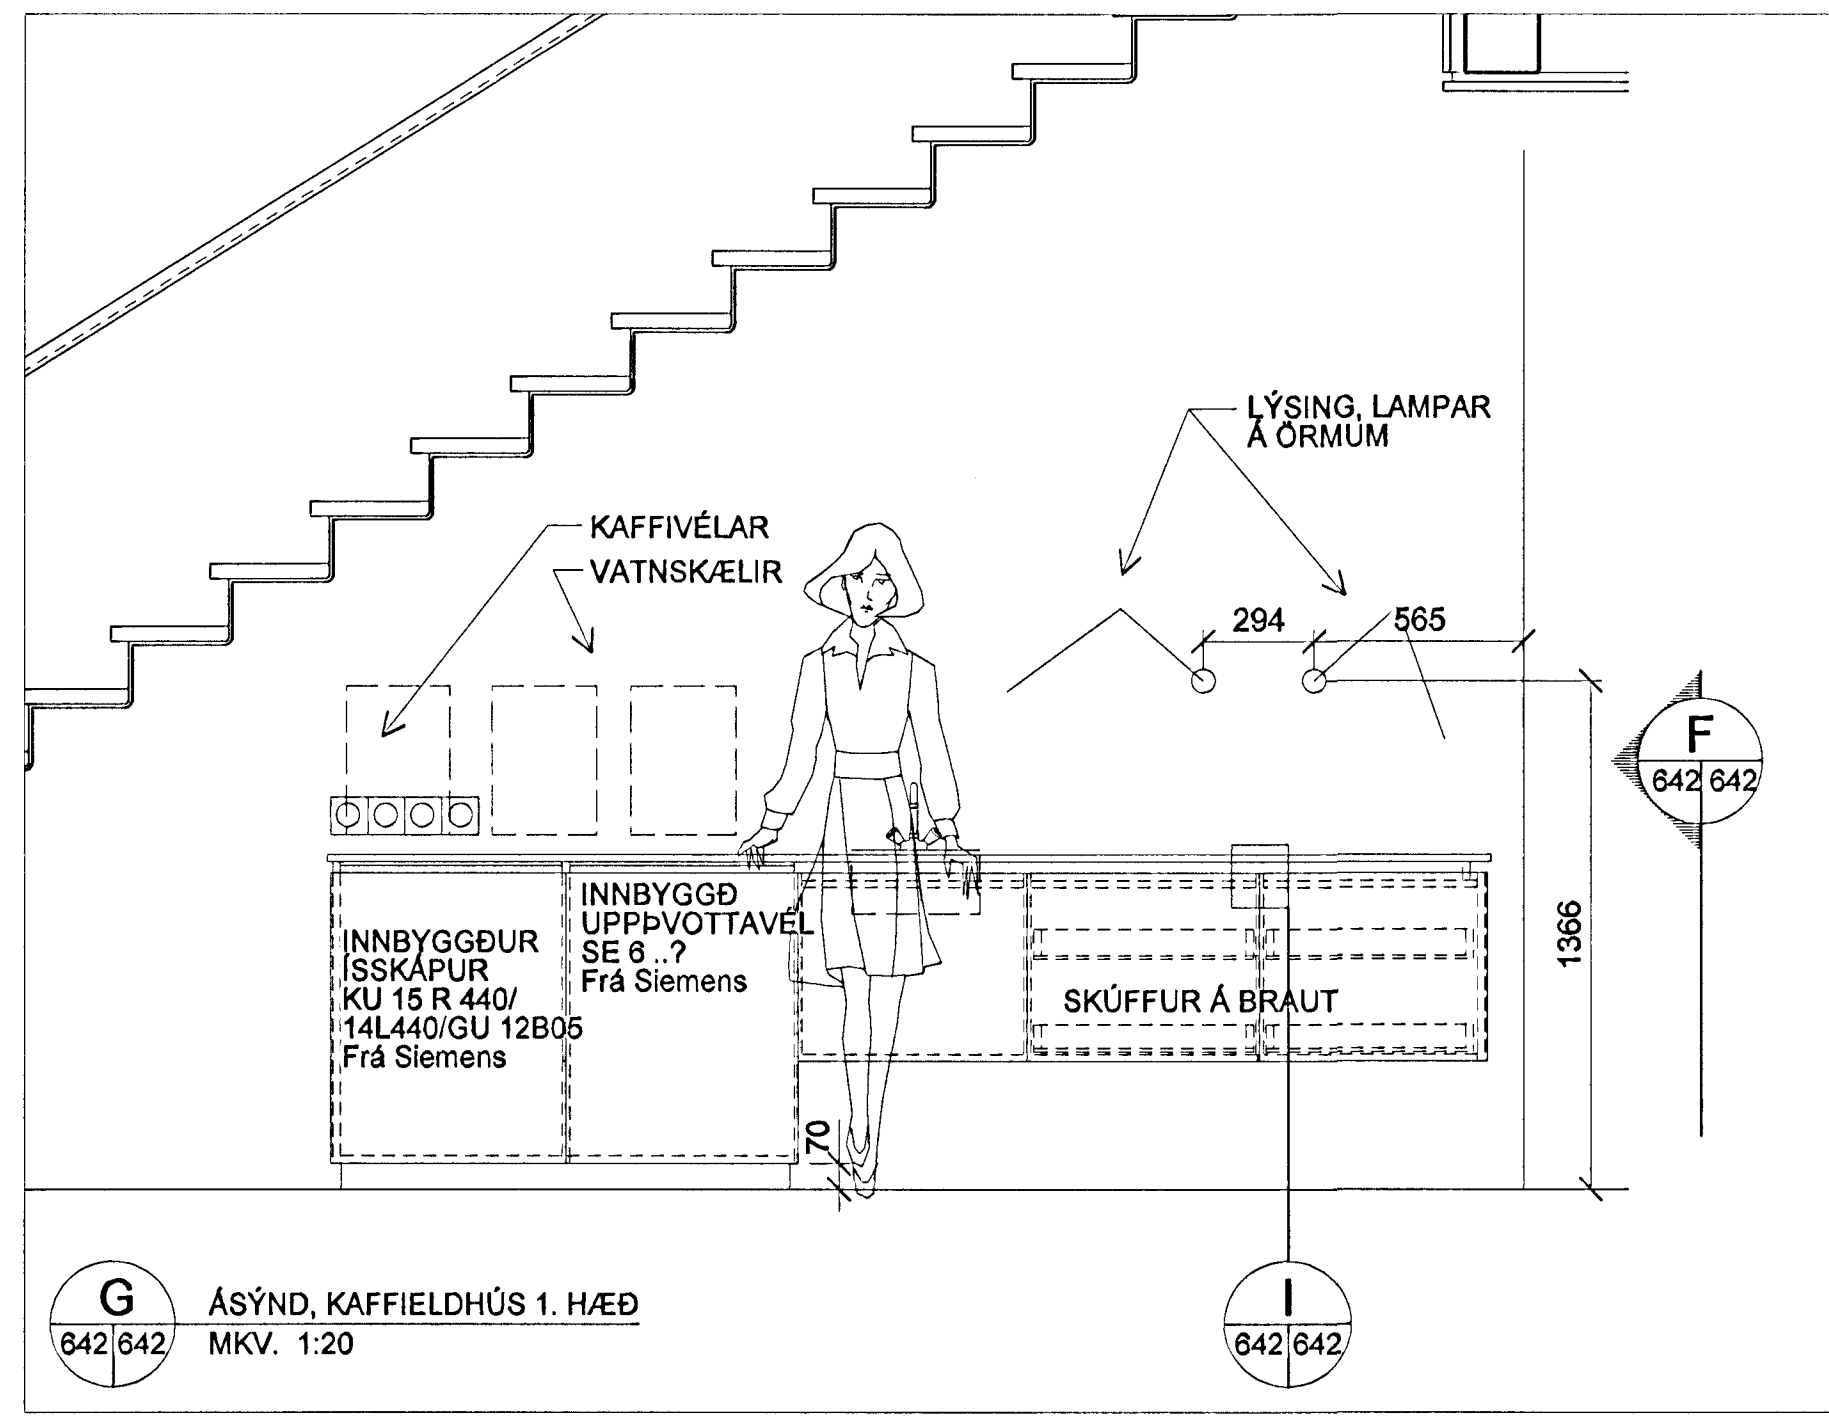 LÝSING, LAMPAR
Á ÖRMUM
KAFFIVÉLAR
VATNSKÆLIR
294
565
F
642 642
INNBYGGÐ
UPPÞVOTTAVÉL
SE 6 ..?
Frá Siemens
INNBYGGÐUR
ÍSSKÁPUR
KU 15 R 440/
14L440/GU 12B05
Frá Siemens
SKÚFFUR Á BRAUT
1366
70
G
642 642
ÁSÝND, KAFFIELDHÚS 1. HÆÐ
MKV. 1:20
I
642 642